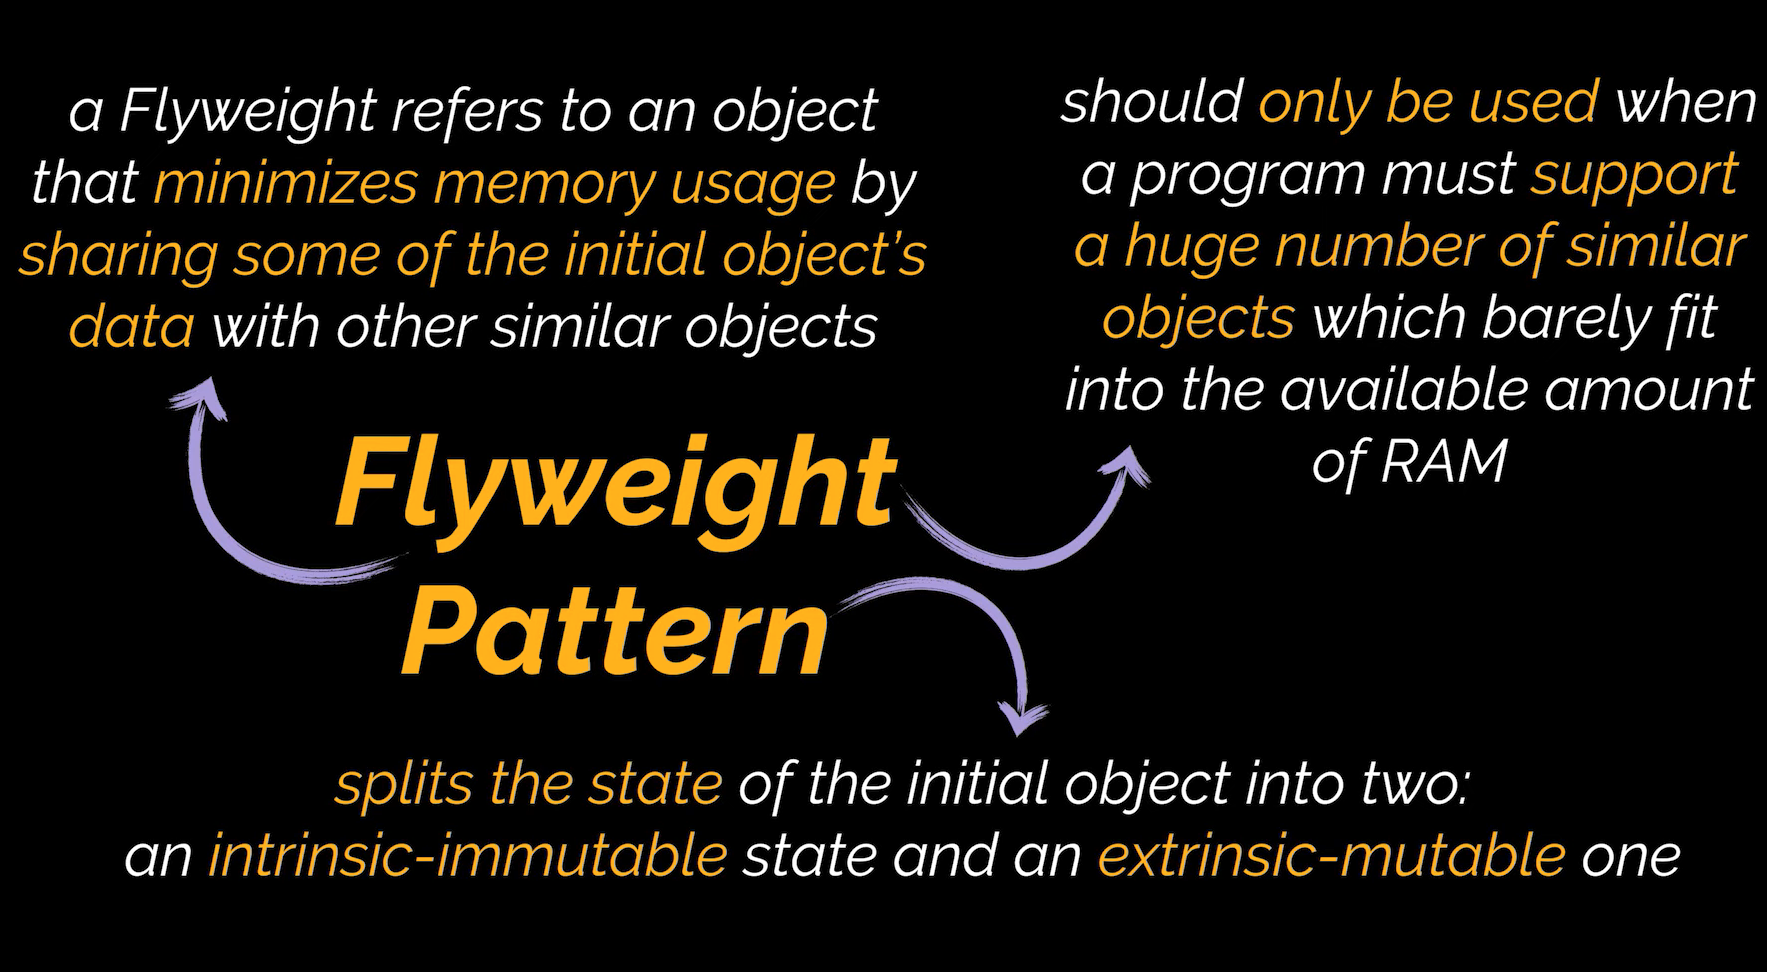 a Flyweight refers to an object
that minimizes memory usage by
sharing some of the initial object’s
data with other similar objects
should only be used when
a program must support
a huge number of similar
objects which barely fit
into the available amount
of RAM
Flyweight
Pattern
splits the state of the initial object into two:
an intrinsic-immutable state and an extrinsic-mutable one